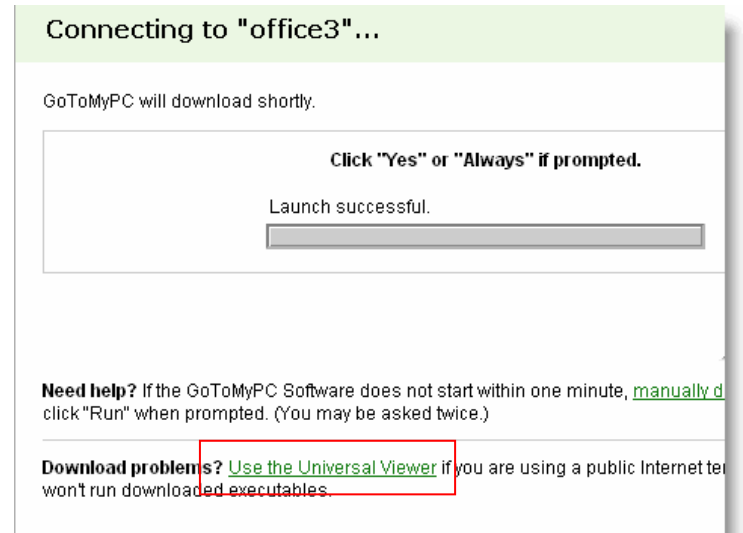 Connecting to "office3"...
GoToMyPC will download shortly.
Click "Yes" or "Always" if prompted.
Launch successful.
Need help? If the GoToMyPC Software does not start within one minute, manually d
click "Run" when prompted. (You may be asked twice.)
Download problems? Use the Universal Viewer if you are using a public Internet te
won't run downloaded executables.